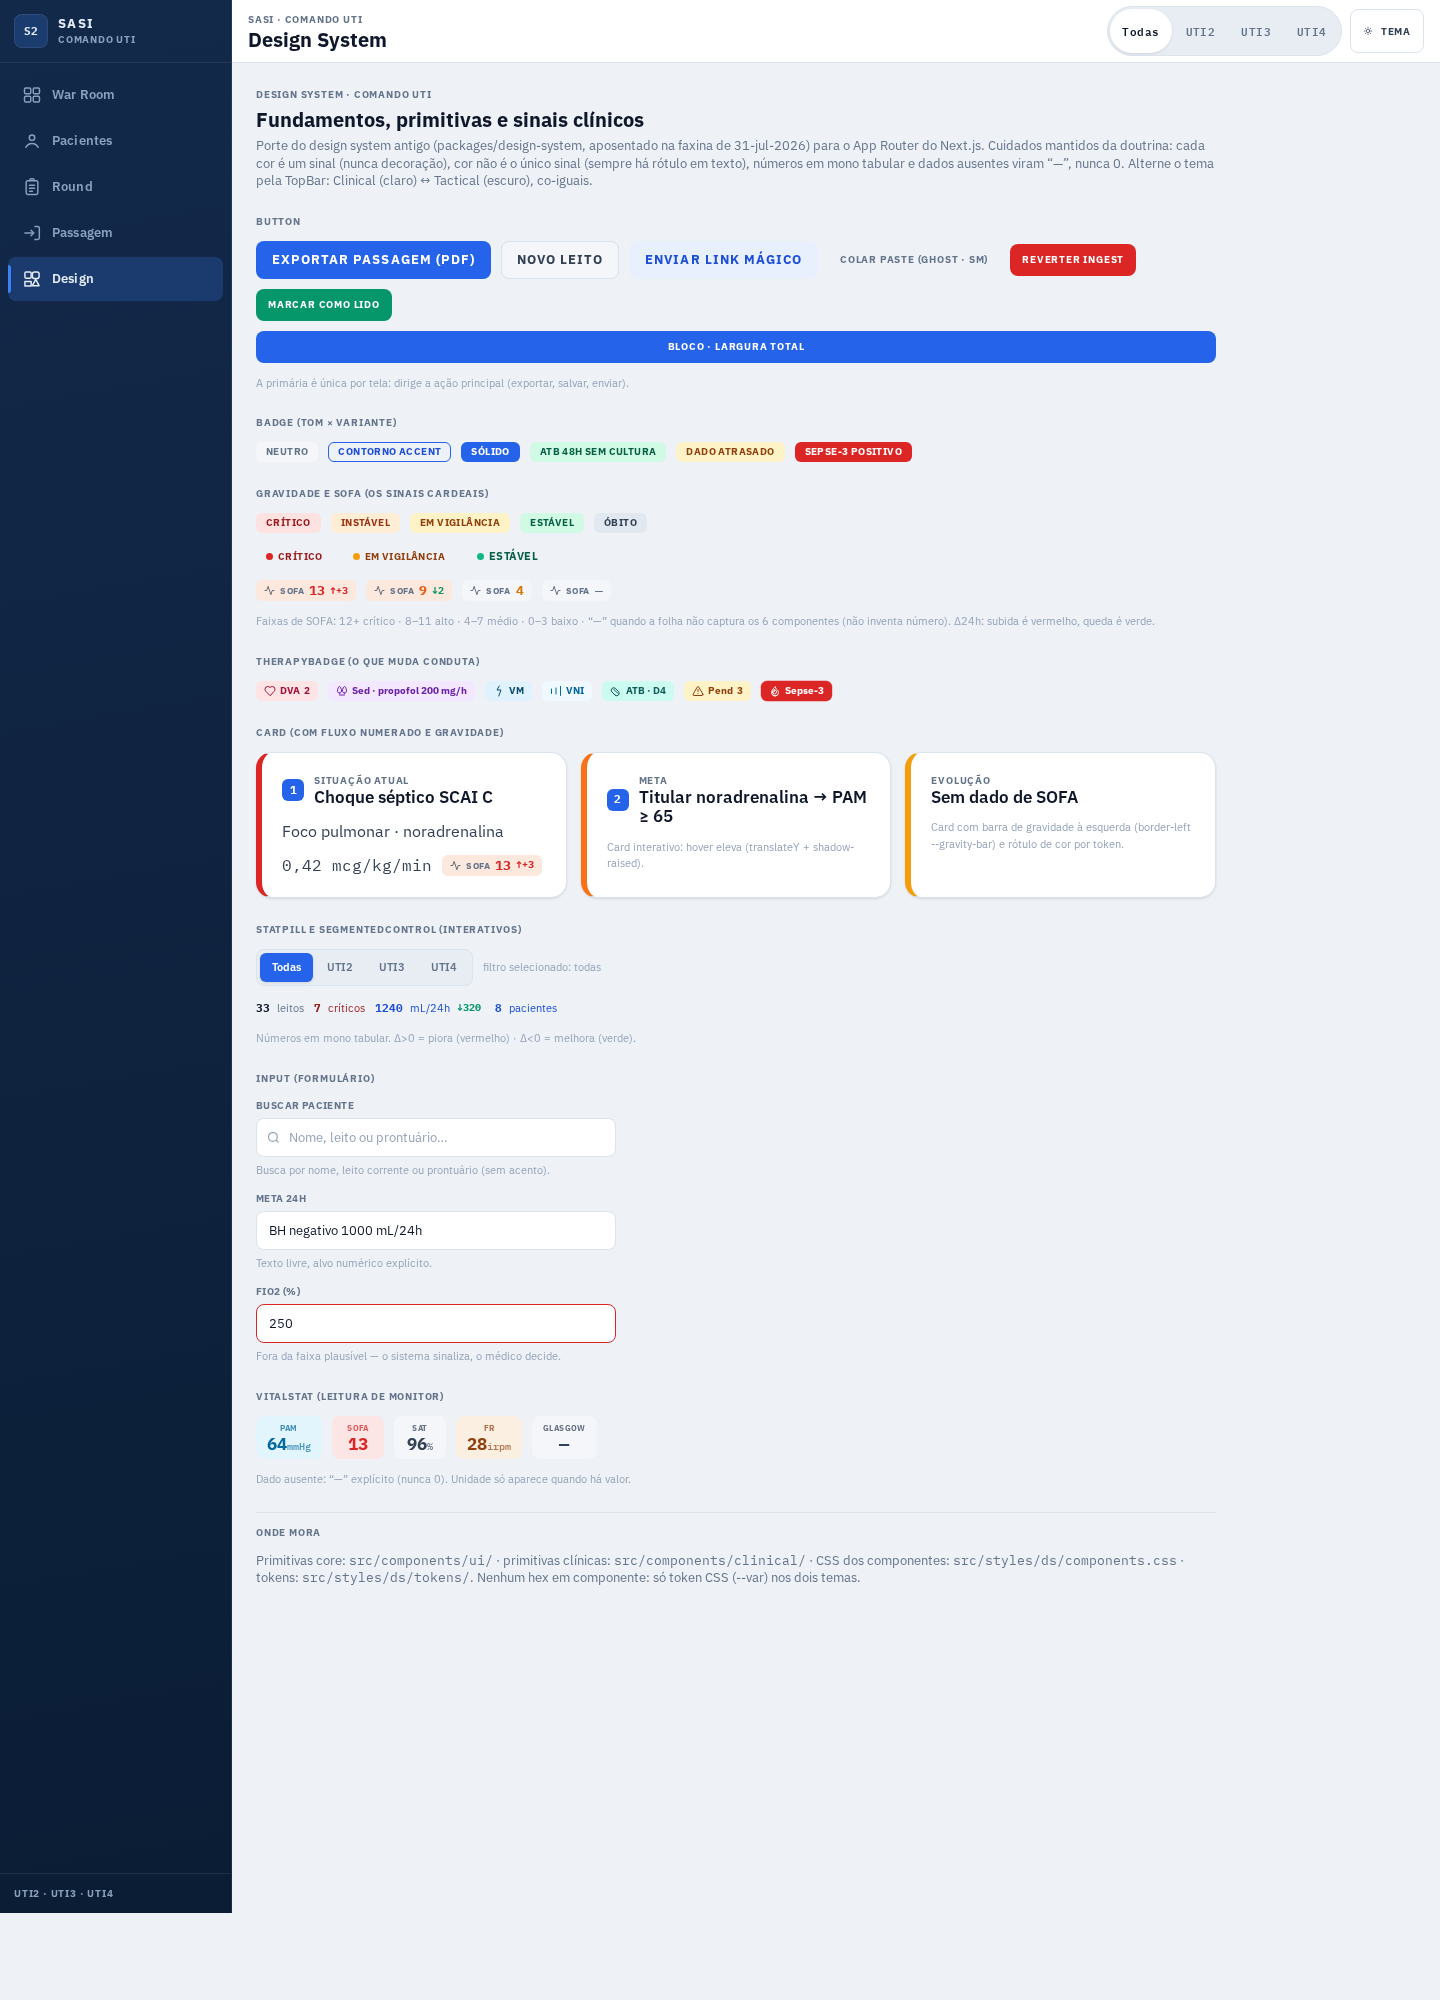 S2
SASI
COMANDO UTI
War Room
Pacientes
Round
Passagem
Design
UTI2 · UTI3 · UTI4
SASI · COMANDO UTI
Design System
Todas UTI2 UTI3 UTI4
TEMA
DESIGN SYSTEM · COMANDO UTI
Fundamentos, primitivas e sinais clínicos
Porte do design system antigo (packages/design-system, aposentado na faxina de 31-jul-2026) para o App Router do Next.js. Cuidados mantidos da doutrina: cada
cor é um sinal (nunca decoração), cor não é o único sinal (sempre há rótulo em texto), números em mono tabular e dados ausentes viram “—”, nunca 0. Alterne o tema
pela TopBar: Clinical (claro) ↔ Tactical (escuro), co-iguais.
BUTTON
EXPORTAR PASSAGEM (PDF) NOVO LEITO ENVIAR LINK MÁGICO COLAR PASTE (GHOST · SM) REVERTER INGEST
MARCAR COMO LIDO
BLOCO · LARGURA TOTAL
A primária é única por tela: dirige a ação principal (exportar, salvar, enviar).
BADGE (TOM × VARIANTE)
NEUTRO CONTORNO ACCENT SÓLIDO ATB 48H SEM CULTURA DADO ATRASADO SEPSE-3 POSITIVO
GRAVIDADE E SOFA (OS SINAIS CARDEAIS)
CRÍTICO INSTÁVEL EM VIGILÂNCIA ESTÁVEL ÓBITO
CRÍTICO EM VIGILÂNCIA ESTÁVEL
SOFA 13 ↑+3 SOFA 9 ↓2 SOFA 4 SOFA —
Faixas de SOFA: 12+ crítico · 8–11 alto · 4–7 médio · 0–3 baixo · “—” quando a folha não captura os 6 componentes (não inventa número). Δ24h: subida é vermelho, queda é verde.
THERAPYBADGE (O QUE MUDA CONDUTA)
DVA 2 Sed · propofol 200 mg/h VM VNI ATB · D4 Pend 3 Sepse-3
CARD (COM FLUXO NUMERADO E GRAVIDADE)
1
SITUAÇÃO ATUAL
Choque séptico SCAI C
Foco pulmonar · noradrenalina
0,42 mcg/kg/min SOFA 13 ↑+3
2
META
Titular noradrenalina → PAM
≥ 65
Card interativo: hover eleva (translateY + shadow-
raised).
EVOLUÇÃO
Sem dado de SOFA
Card com barra de gravidade à esquerda (border-left
--gravity-bar) e rótulo de cor por token.
STATPILL E SEGMENTEDCONTROL (INTERATIVOS)
Todas UTI2 UTI3 UTI4 filtro selecionado: todas
33 leitos 7 críticos 1240 mL/24h ↓320 8 pacientes
Números em mono tabular. Δ>0 = piora (vermelho) · Δ<0 = melhora (verde).
INPUT (FORMULÁRIO)
BUSCAR PACIENTE
Nome, leito ou prontuário…
Busca por nome, leito corrente ou prontuário (sem acento).
META 24H
BH negativo 1000 mL/24h
Texto livre, alvo numérico explícito.
FIO2 (%)
250
Fora da faixa plausível — o sistema sinaliza, o médico decide.
VITALSTAT (LEITURA DE MONITOR)
PAM SOFA SAT FR GLASGOW
64mmHg 13 96% 28irpm —
Dado ausente: “—” explícito (nunca 0). Unidade só aparece quando há valor.
ONDE MORA
Primitivas core: src/components/ui/ · primitivas clínicas: src/components/clinical/ · CSS dos componentes: src/styles/ds/components.css ·
tokens: src/styles/ds/tokens/. Nenhum hex em componente: só token CSS (--var) nos dois temas.